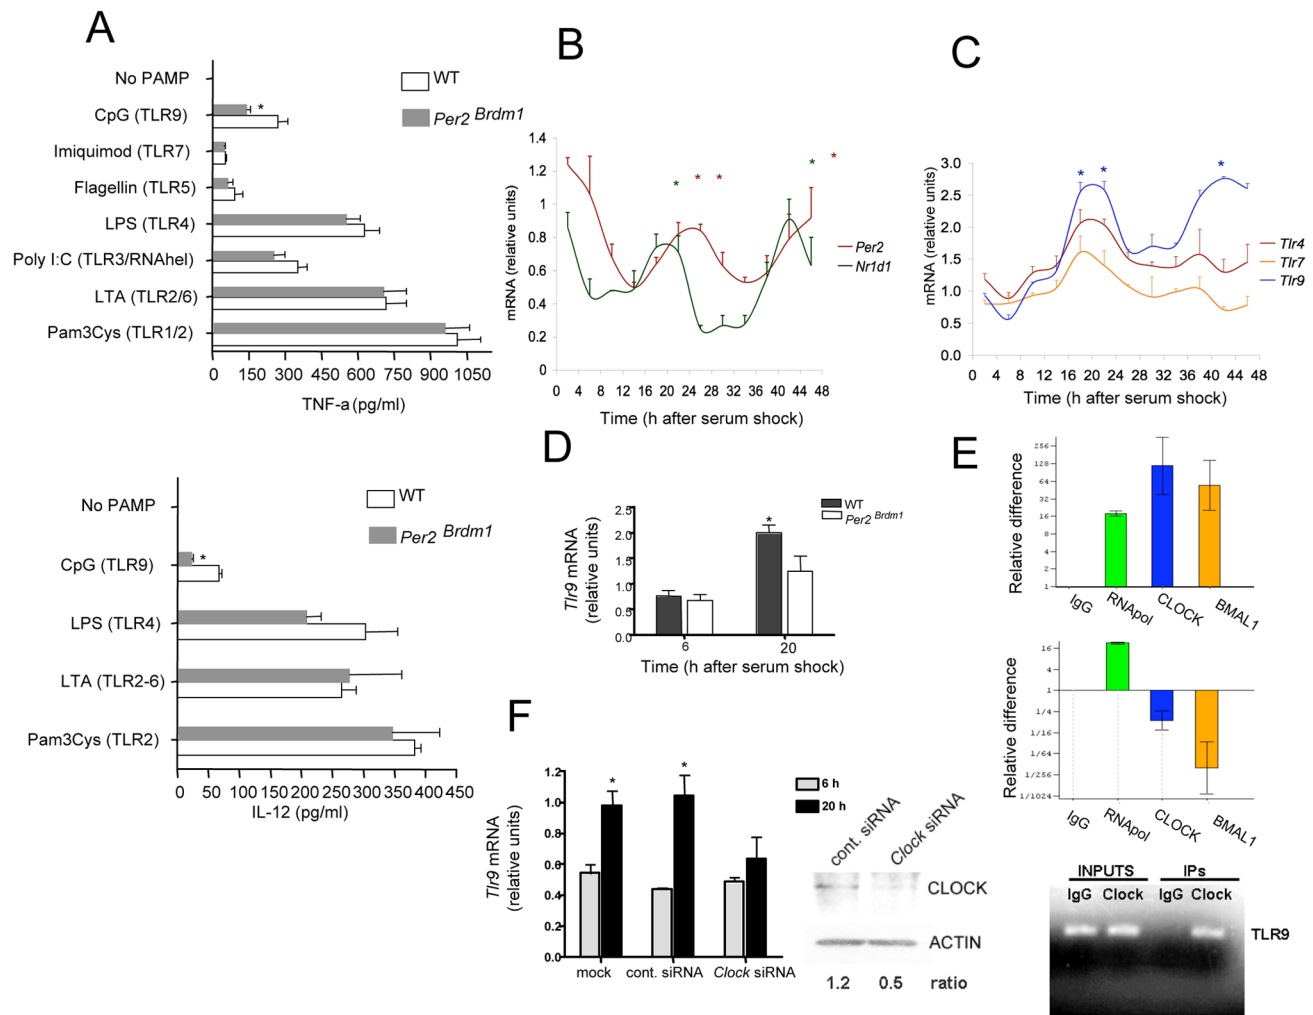 A
No PAMP
CpG (TLR9)
Imiquimod (TLR7)
Flagellin (TLR5)
LPS (TLR4)
Poly I:C (TLR3/RNAhel)
LTA (TLR2/6)
Pam3Cys (TLR1/2)
*
WT
Per2 Brdm1
0 150 300 450 600 750 900 1050
TNF-a (pg/ml)
B
mRNA (relative units)
1.4
1.2
1
0.8
0.6
0.4
0.2
0
* * * * *
Per2
Nr1d1
0 4 8 12 16 20 24 28 32 36 40 44 48
Time (h after serum shock)
C
mRNA (relative units)
3.0
2.5
2.0
1.5
1.0
0.5
0.0
* * *
Tlr4
Tlr7
Tlr9
0 4 8 12 16 20 24 28 32 36 40 44 48
Time (h after serum shock)
No PAMP
CpG (TLR9)
LPS (TLR4)
LTA (TLR2-6)
Pam3Cys (TLR2)
*
WT
Per2 Brdm1
0 50 100 150 200 250 300 350 400 450
IL-12 (pg/ml)
D
Tlr9 mRNA
(relative units)
2.5
2.0
1.5
1.0
0.5
0.0
*
WT
Per2 Brdm1
6 20
Time (h after serum shock)
E
Relative difference
256
128
64
32
16
8
4
2
1
IgG RNApol CLOCK BMAL1
Relative difference
16
4
1
1/4
1/16
1/64
1/256
1/1024
IgG RNApol CLOCK BMAL1
INPUTS IPs
IgG Clock IgG Clock
TLR9
F
Tlr9 mRNA
(relative units)
1.2
1.0
0.8
0.6
0.4
0.2
0.0
* *
6 h
20 h
mock cont. siRNA Clock siRNA
cont. siRNA Clock siRNA
CLOCK
ACTIN
1.2 0.5 ratio